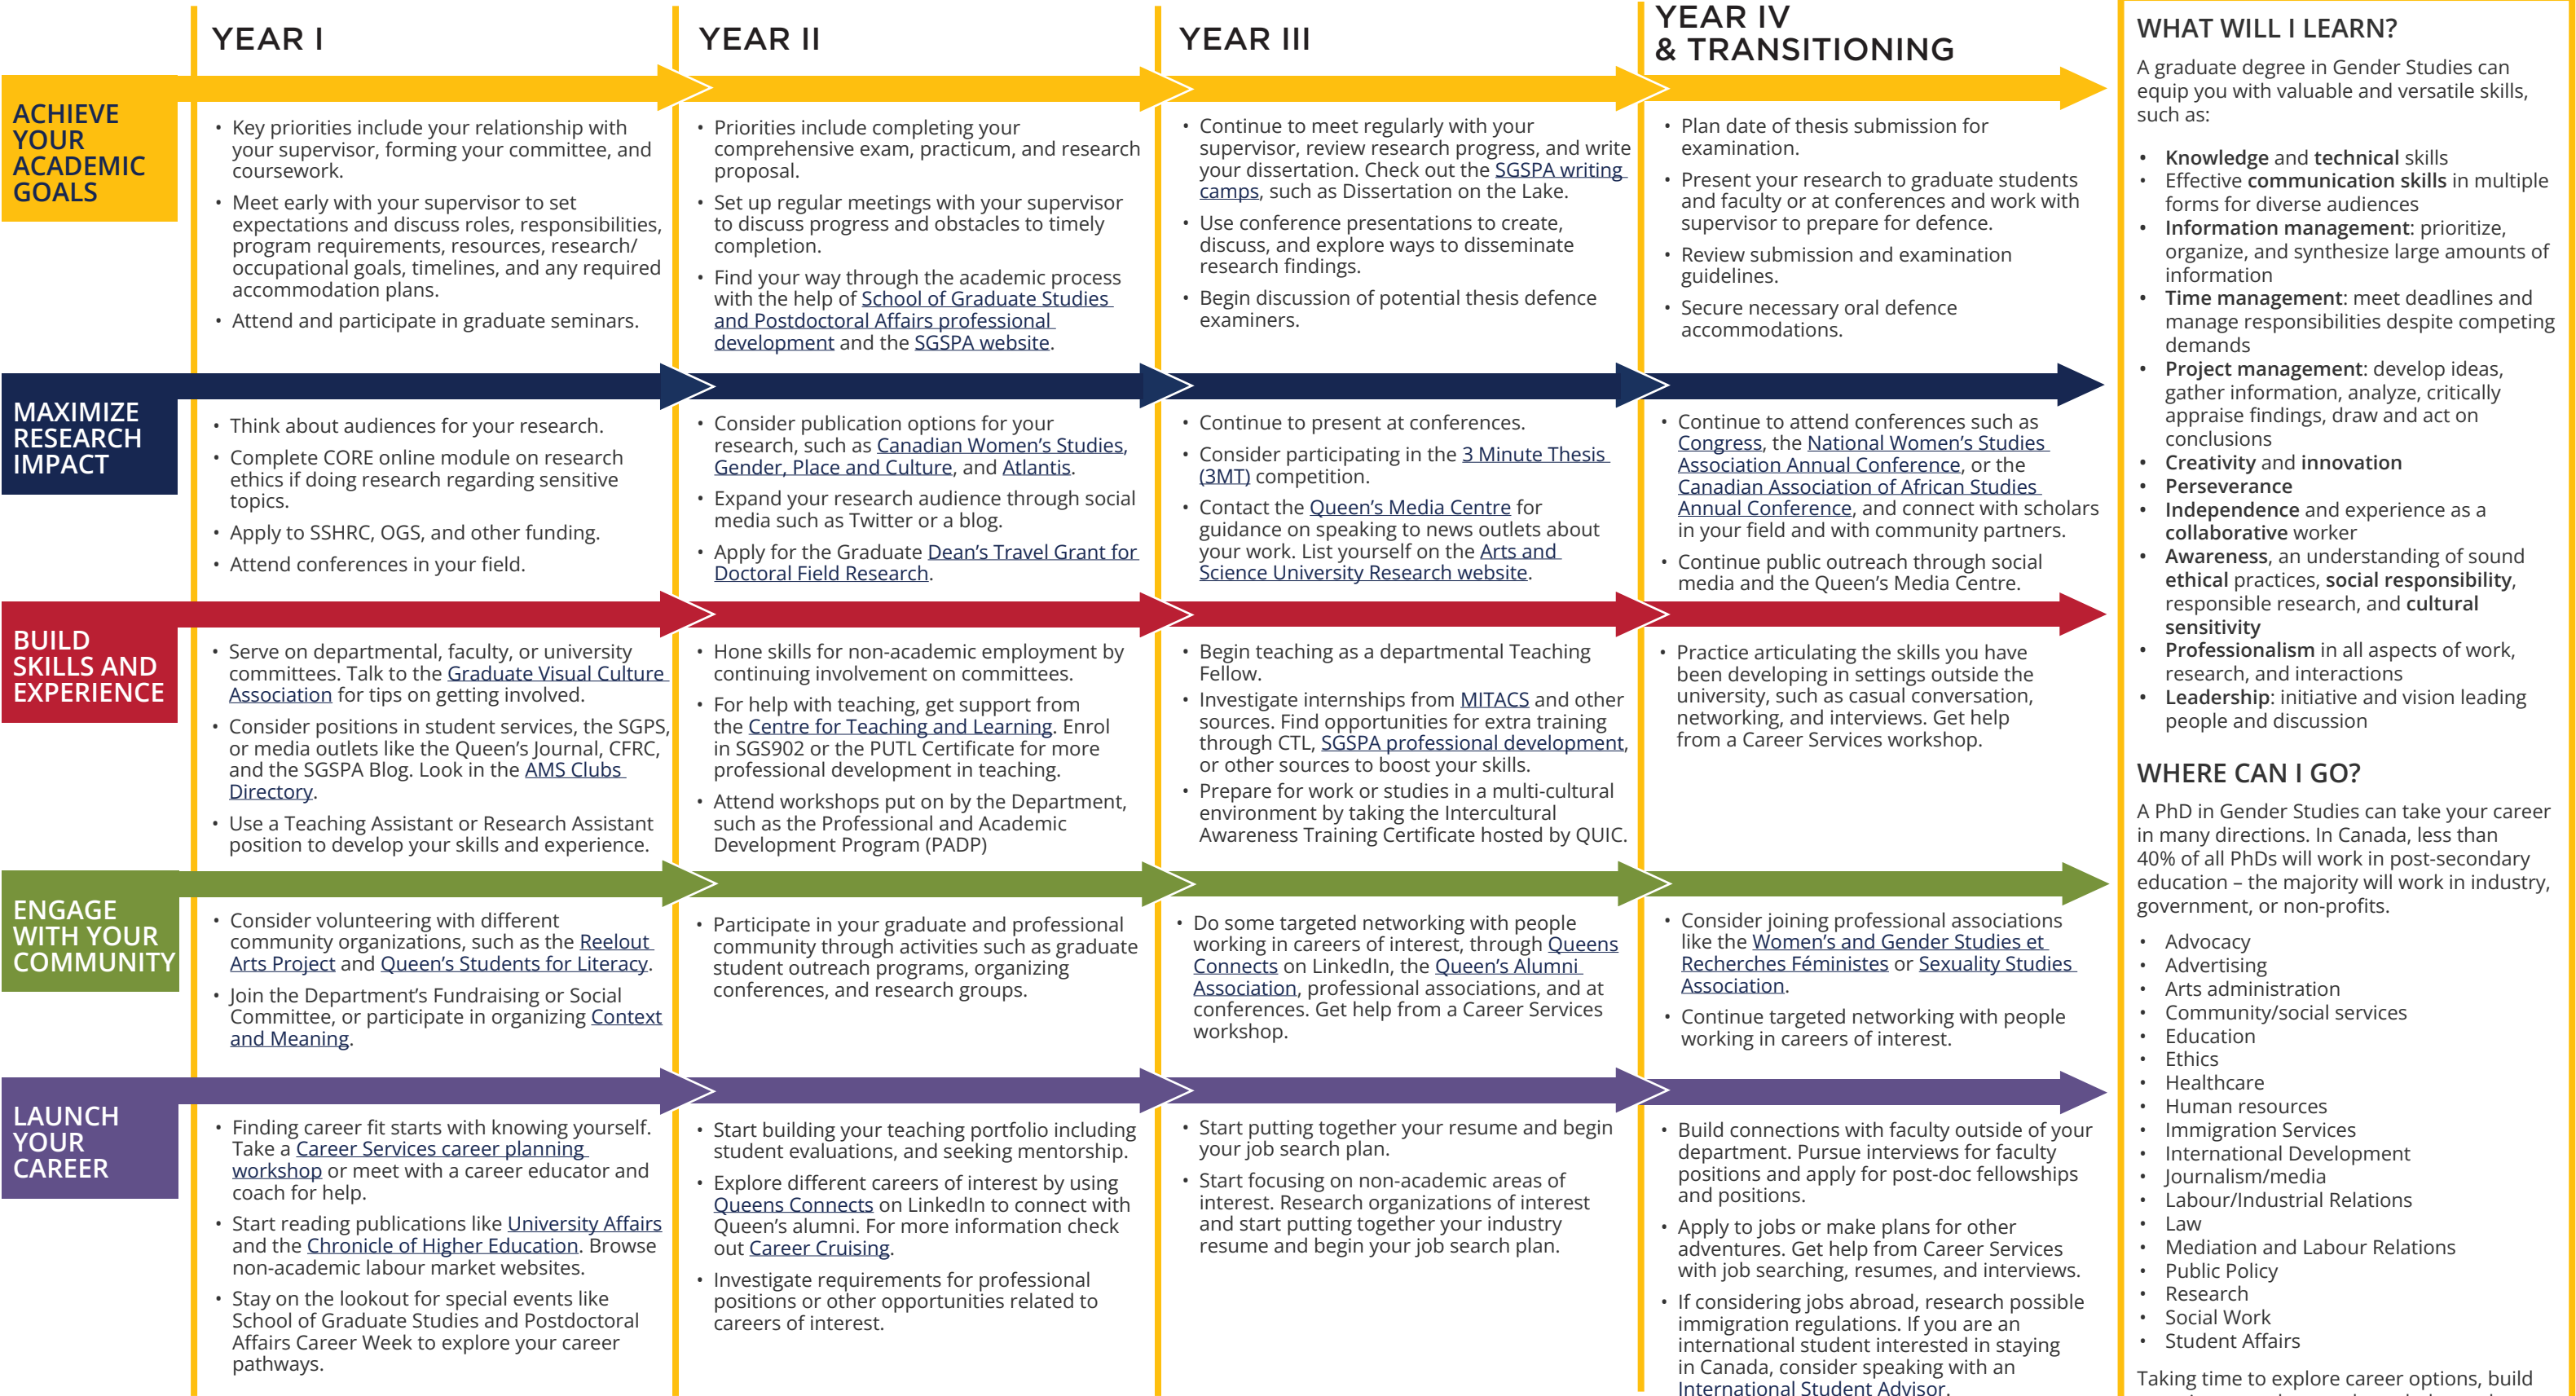 YEAR I
YEAR II
YEAR III
YEAR IV
& TRANSITIONING
ACHIEVE
YOUR
ACADEMIC
GOALS
• Key priorities include your relationship with
your supervisor, forming your committee, and
coursework.
• Meet early with your supervisor to set
expectations and discuss roles, responsibilities,
program requirements, resources, research/
occupational goals, timelines, and any required
accommodation plans.
• Attend and participate in graduate seminars.
• Priorities include completing your
comprehensive exam, practicum, and research
proposal.
• Set up regular meetings with your supervisor
to discuss progress and obstacles to timely
completion.
• Find your way through the academic process
with the help of School of Graduate Studies
and Postdoctoral Affairs professional
development and the SGSPA website.
• Continue to meet regularly with your
supervisor, review research progress, and write
your dissertation. Check out the SGSPA writing
camps, such as Dissertation on the Lake.
• Use conference presentations to create,
discuss, and explore ways to disseminate
research findings.
• Begin discussion of potential thesis defence
examiners.
• Plan date of thesis submission for
examination.
• Present your research to graduate students
and faculty or at conferences and work with
supervisor to prepare for defence.
• Review submission and examination
guidelines.
• Secure necessary oral defence
accommodations.
MAXIMIZE
RESEARCH
IMPACT
• Think about audiences for your research.
• Complete CORE online module on research
ethics if doing research regarding sensitive
topics.
• Apply to SSHRC, OGS, and other funding.
• Attend conferences in your field.
• Consider publication options for your
research, such as Canadian Women's Studies,
Gender, Place and Culture, and Atlantis.
• Expand your research audience through social
media such as Twitter or a blog.
• Apply for the Graduate Dean's Travel Grant for
Doctoral Field Research.
• Continue to present at conferences.
• Consider participating in the 3 Minute Thesis
(3MT) competition.
• Contact the Queen's Media Centre for
guidance on speaking to news outlets about
your work. List yourself on the Arts and
Science University Research website.
• Continue to attend conferences such as
Congress, the National Women's Studies
Association Annual Conference, or the
Canadian Association of African Studies
Annual Conference, and connect with scholars
in your field and with community partners.
• Continue public outreach through social
media and the Queen's Media Centre.
BUILD
SKILLS AND
EXPERIENCE
• Serve on departmental, faculty, or university
committees. Talk to the Graduate Visual Culture
Association for tips on getting involved.
• Consider positions in student services, the SGPS,
or media outlets like the Queen's Journal, CFRC,
and the SGSPA Blog. Look in the AMS Clubs
Directory.
• Use a Teaching Assistant or Research Assistant
position to develop your skills and experience.
• Hone skills for non-academic employment by
continuing involvement on committees.
• For help with teaching, get support from
the Centre for Teaching and Learning. Enrol
in SGS902 or the PUTL Certificate for more
professional development in teaching.
• Attend workshops put on by the Department,
such as the Professional and Academic
Development Program (PADP)
• Begin teaching as a departmental Teaching
Fellow.
• Investigate internships from MITACS and other
sources. Find opportunities for extra training
through CTL, SGSPA professional development,
or other sources to boost your skills.
• Prepare for work or studies in a multi-cultural
environment by taking the Intercultural
Awareness Training Certificate hosted by QUIC.
• Practice articulating the skills you have
been developing in settings outside the
university, such as casual conversation,
networking, and interviews. Get help
from a Career Services workshop.
ENGAGE
WITH YOUR
COMMUNITY
• Consider volunteering with different
community organizations, such as the Reelout
Arts Project and Queen's Students for Literacy.
• Join the Department's Fundraising or Social
Committee, or participate in organizing Context
and Meaning.
• Participate in your graduate and professional
community through activities such as graduate
student outreach programs, organizing
conferences, and research groups.
• Do some targeted networking with people
working in careers of interest, through Queens
Connects on LinkedIn, the Queen's Alumni
Association, professional associations, and at
conferences. Get help from a Career Services
workshop.
• Consider joining professional associations
like the Women's and Gender Studies et
Recherches Féministes or Sexuality Studies
Association.
• Continue targeted networking with people
working in careers of interest.
LAUNCH
YOUR
CAREER
• Finding career fit starts with knowing yourself.
Take a Career Services career planning
workshop or meet with a career educator and
coach for help.
• Start reading publications like University Affairs
and the Chronicle of Higher Education. Browse
non-academic labour market websites.
• Stay on the lookout for special events like
School of Graduate Studies and Postdoctoral
Affairs Career Week to explore your career
pathways.
• Start building your teaching portfolio including
student evaluations, and seeking mentorship.
• Explore different careers of interest by using
Queens Connects on LinkedIn to connect with
Queen's alumni. For more information check
out Career Cruising.
• Investigate requirements for professional
positions or other opportunities related to
careers of interest.
• Start putting together your resume and begin
your job search plan.
• Start focusing on non-academic areas of
interest. Research organizations of interest
and start putting together your industry
resume and begin your job search plan.
• Build connections with faculty outside of your
department. Pursue interviews for faculty
positions and apply for post-doc fellowships
and positions.
• Apply to jobs or make plans for other
adventures. Get help from Career Services
with job searching, resumes, and interviews.
• If considering jobs abroad, research possible
immigration regulations. If you are an
international student interested in staying
in Canada, consider speaking with an
International Student Advisor.
WHAT WILL I LEARN?
A graduate degree in Gender Studies can
equip you with valuable and versatile skills,
such as:
• Knowledge and technical skills
• Effective communication skills in multiple
forms for diverse audiences
• Information management: prioritize,
organize, and synthesize large amounts of
information
• Time management: meet deadlines and
manage responsibilities despite competing
demands
• Project management: develop ideas,
gather information, analyze, critically
appraise findings, draw and act on
conclusions
• Creativity and innovation
• Perseverance
• Independence and experience as a
collaborative worker
• Awareness, an understanding of sound
ethical practices, social responsibility,
responsible research, and cultural
sensitivity
• Professionalism in all aspects of work,
research, and interactions
• Leadership: initiative and vision leading
people and discussion
WHERE CAN I GO?
A PhD in Gender Studies can take your career
in many directions. In Canada, less than
40% of all PhDs will work in post-secondary
education – the majority will work in industry,
government, or non-profits.
• Advocacy
• Advertising
• Arts administration
• Community/social services
• Education
• Ethics
• Healthcare
• Human resources
• Immigration Services
• International Development
• Journalism/media
• Labour/Industrial Relations
• Law
• Mediation and Labour Relations
• Public Policy
• Research
• Social Work
• Student Affairs
Taking time to explore career options, build